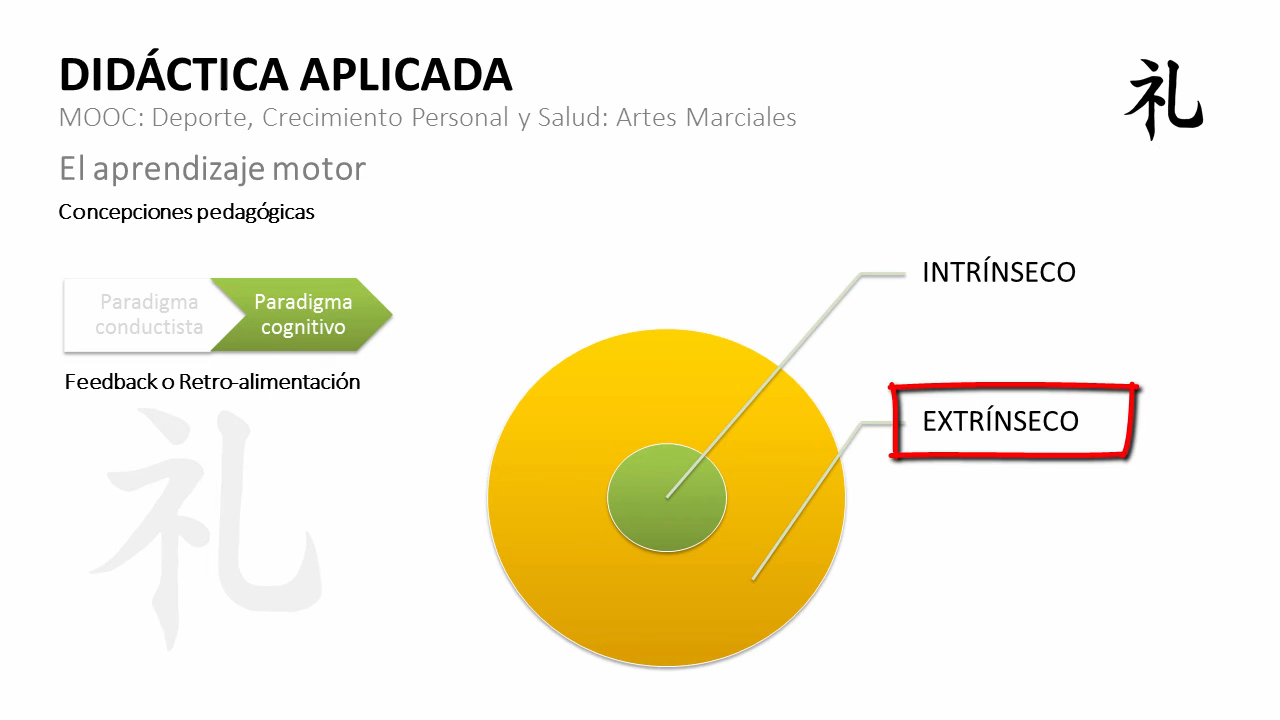 DIDÁCTICA APLICADA
MOOC: Deporte, Crecimiento Personal y Salud: Artes Marciales
El aprendizaje motor
Concepciones pedagógicas
礼
Paradigma
conductista
Paradigma
cognitivo
Feedback o Retro-alimentación
礼
INTRÍNSECO
EXTRÍNSECO